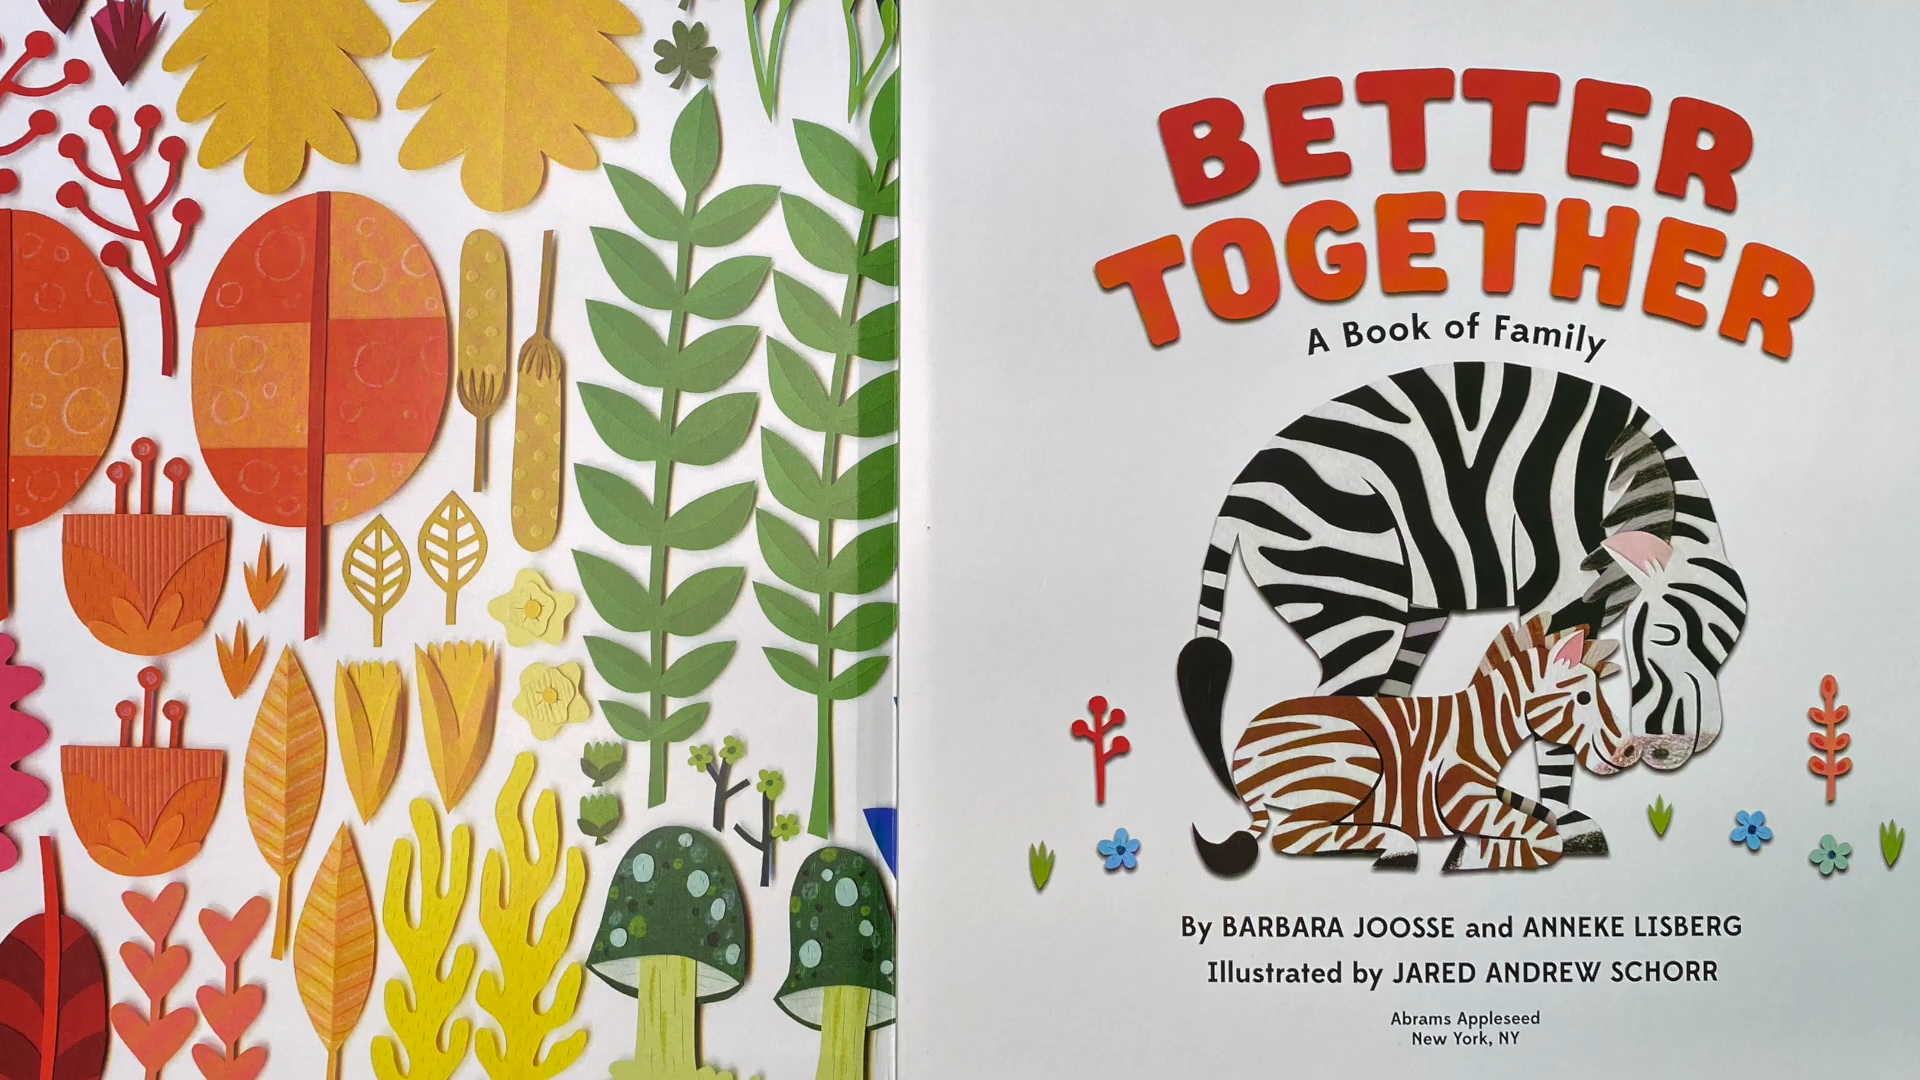 BETTER
TOGETHER
A Book of Family
By BARBARA JOOSSE and ANNEKE LISBERG
Illustrated by JARED ANDREW SCHORR
Abrams Appleseed
New York, NY